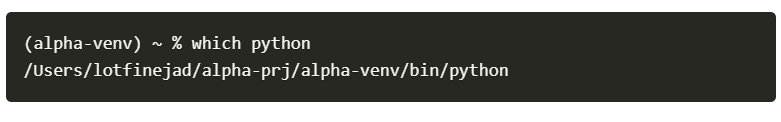 (alpha-venv) ~ % which python
/Users/lotfinejad/alpha-prj/alpha-venv/bin/python